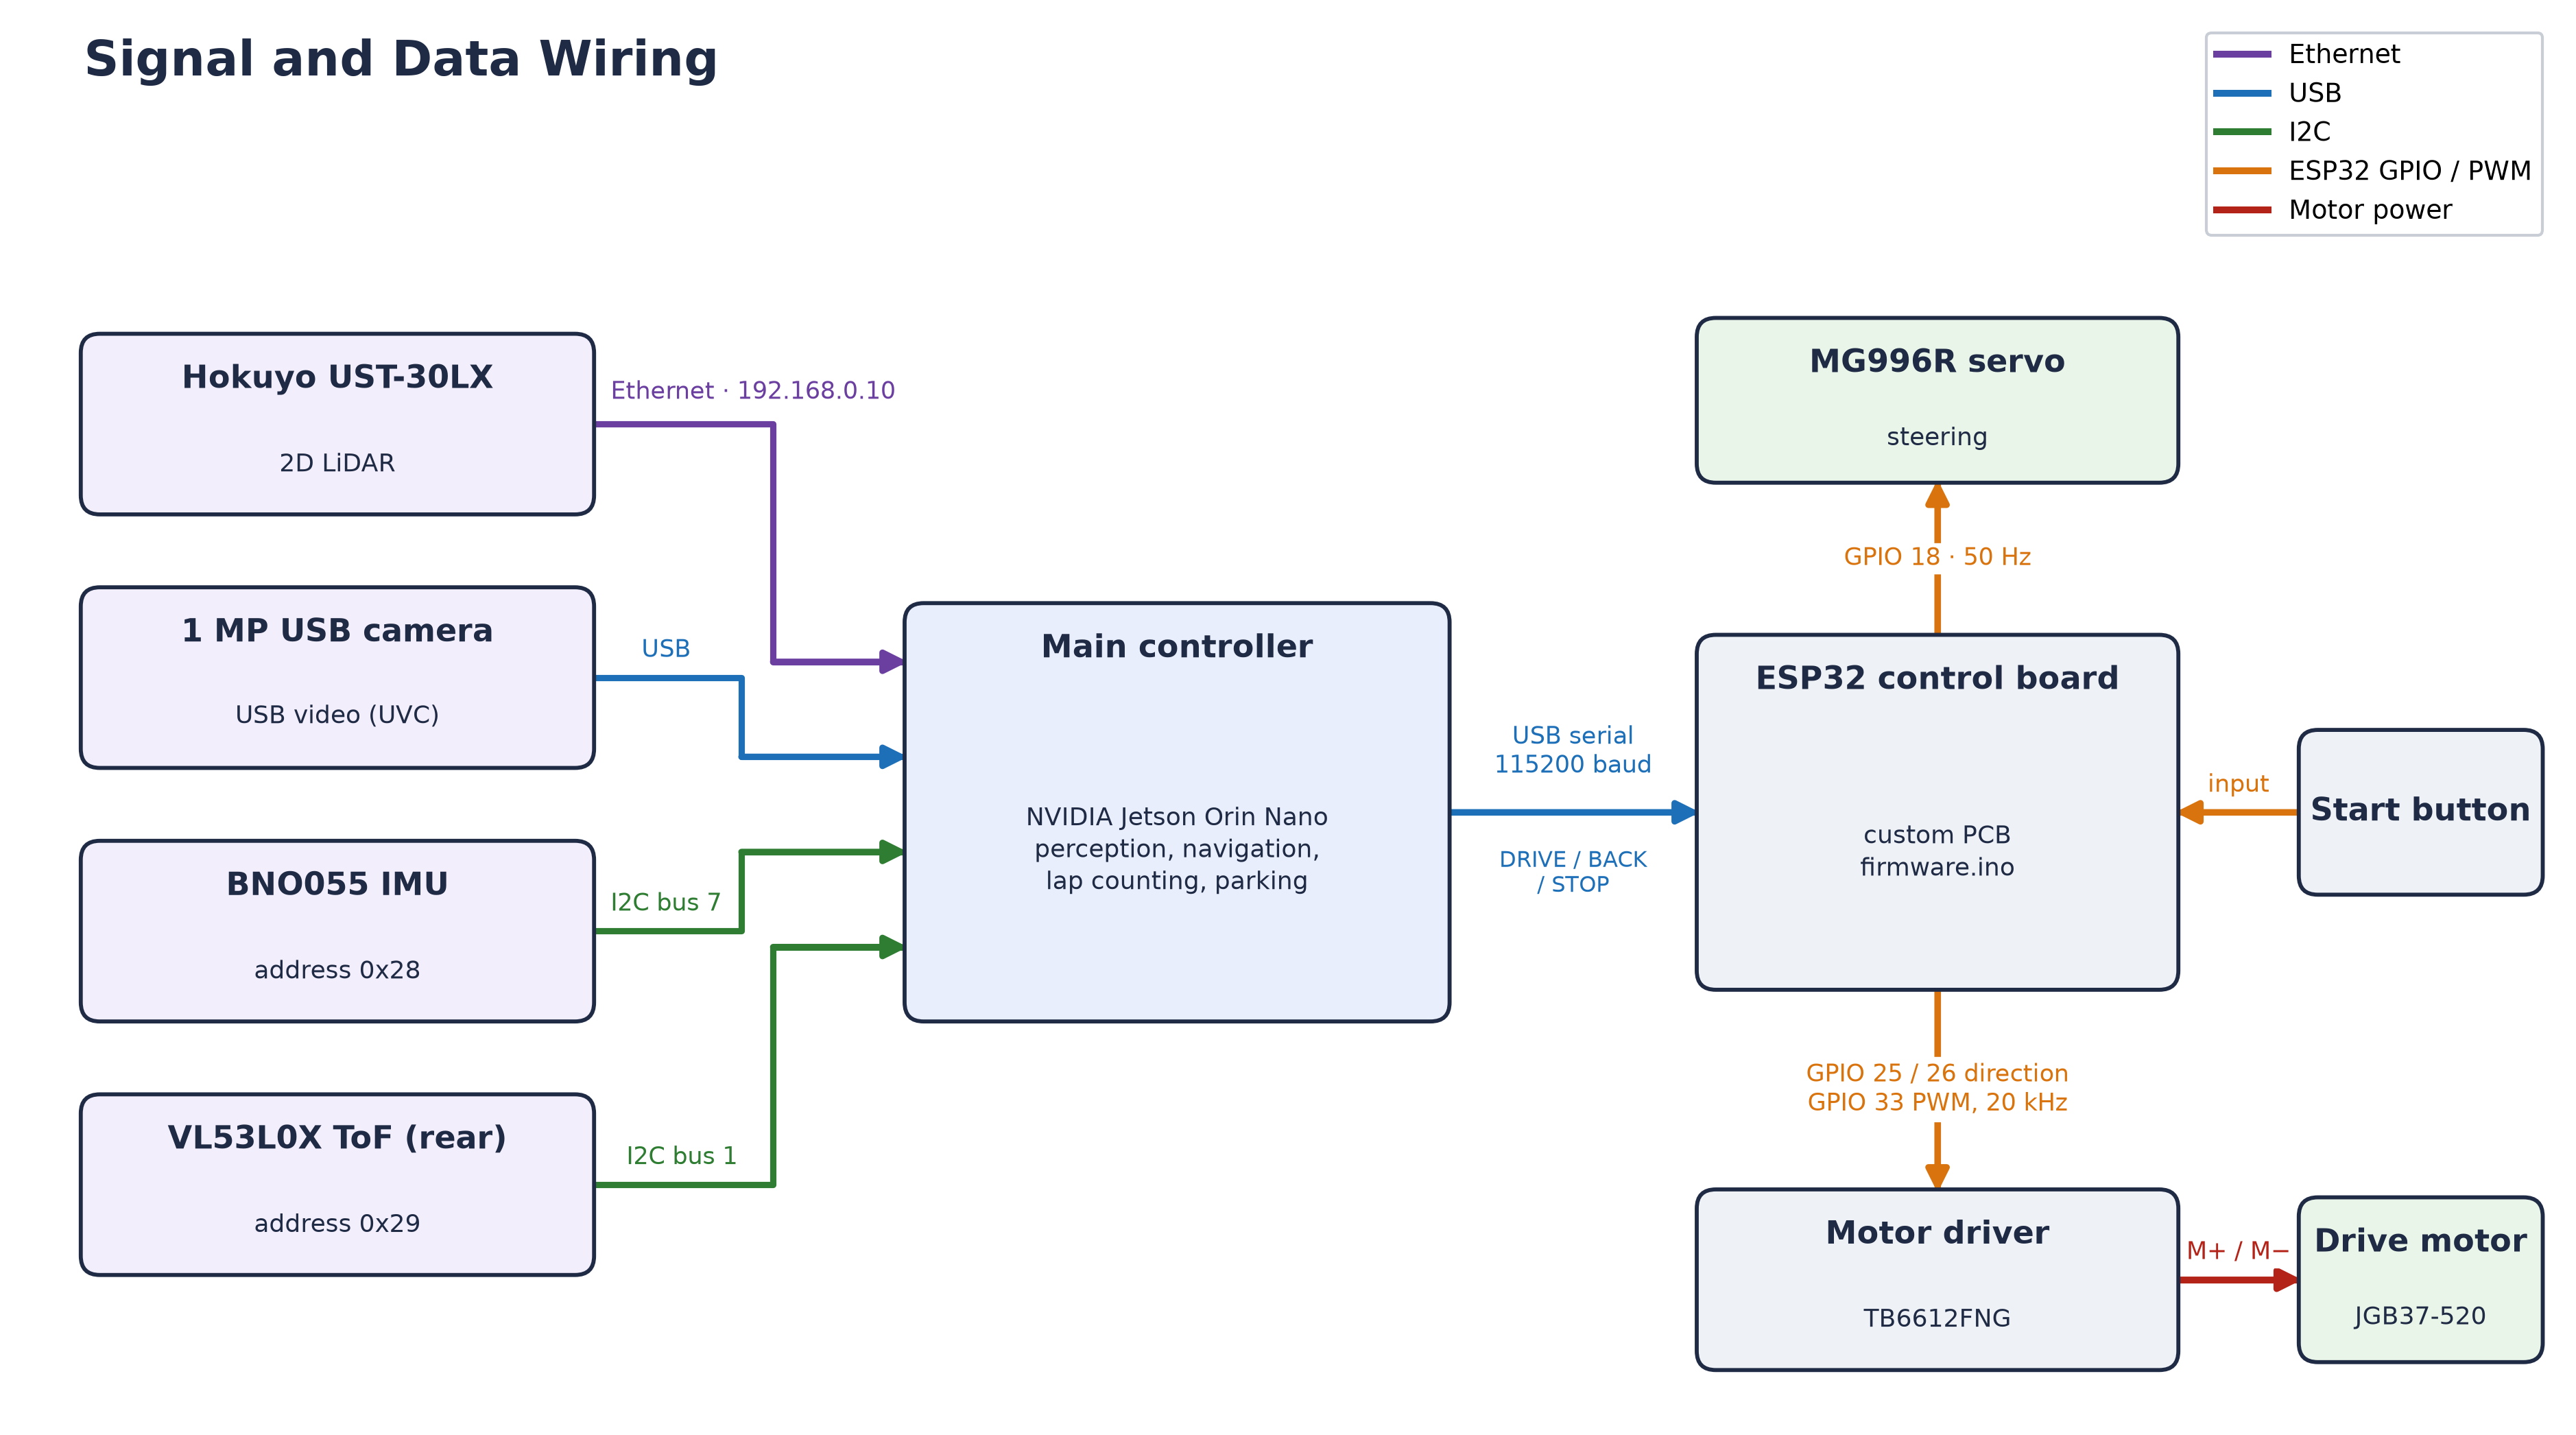 Signal and Data Wiring
Ethernet
USB
I2C
ESP32 GPIO / PWM
Motor power
Hokuyo UST-30LX
2D LiDAR
Ethernet · 192.168.0.10
1 MP USB camera
USB video (UVC)
USB
BNO055 IMU
address 0x28
I2C bus 7
VL53L0X ToF (rear)
address 0x29
I2C bus 1
Main controller
NVIDIA Jetson Orin Nano
perception, navigation,
lap counting, parking
USB serial
115200 baud
DRIVE / BACK
/ STOP
MG996R servo
steering
GPIO 18 · 50 Hz
ESP32 control board
custom PCB
firmware.ino
input
Start button
GPIO 25 / 26 direction
GPIO 33 PWM, 20 kHz
Motor driver
TB6612FNG
M+ / M−
Drive motor
JGB37-520